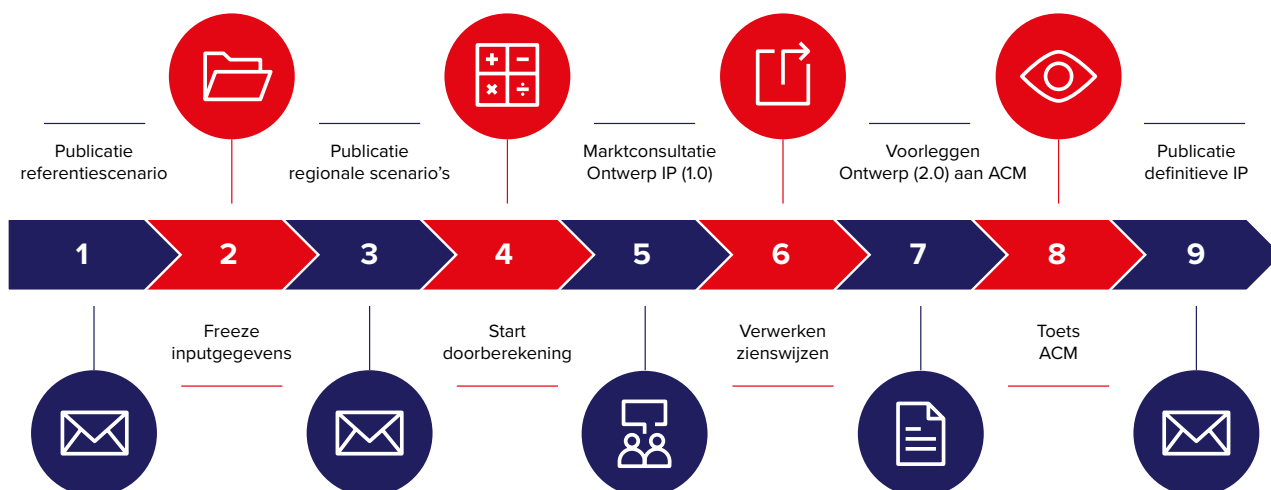 Publicatie
referentiescenario
Publicatie
regionale scenario's
Marktconsultatie
Ontwerp IP (1.0)
Voorleggen
Ontwerp (2.0) aan ACM
Publicatie
definitieve IP
1
2
3
4
5
6
7
8
9
Freeze
inputgegevens
Start
doorberekening
Verwerken
zienswijzen
Toets
ACM